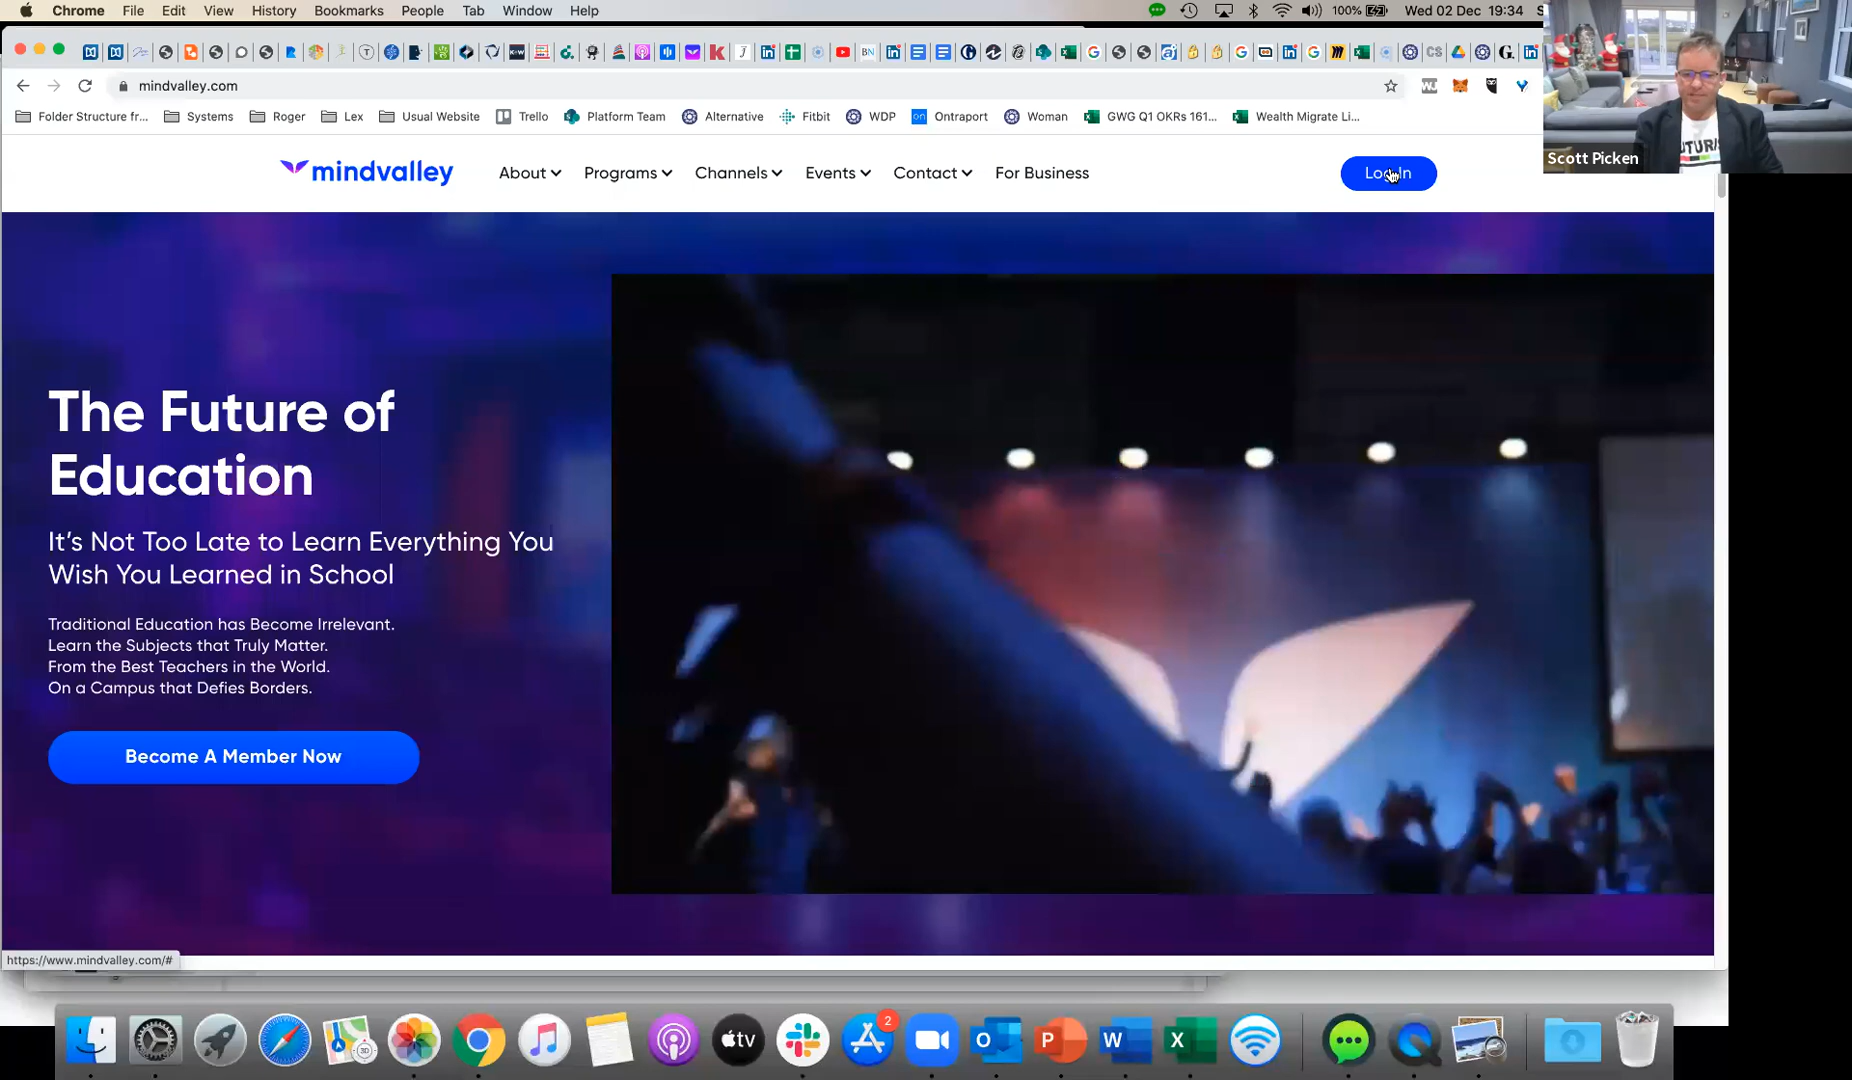 Chrome File Edit View History Bookmarks People Tab Window Help
100% Wed 02 Dec 19:34
mindvalley.com
Folder Structure fr... Systems Roger Lex Usual Website Trello Platform Team Alternative Fitbit WDP Ontraport Woman GWG Q1 OKRs 161... Wealth Migrate Li...
Scott Picken
mindvalley About Programs Channels Events Contact For Business Log In
The Future of
Education
It's Not Too Late to Learn Everything You
Wish You Learned in School
Traditional Education has Become Irrelevant.
Learn the Subjects that Truly Matter.
From the Best Teachers in the World.
On a Campus that Defies Borders.
Become A Member Now
https://www.mindvalley.com/#
2
tv